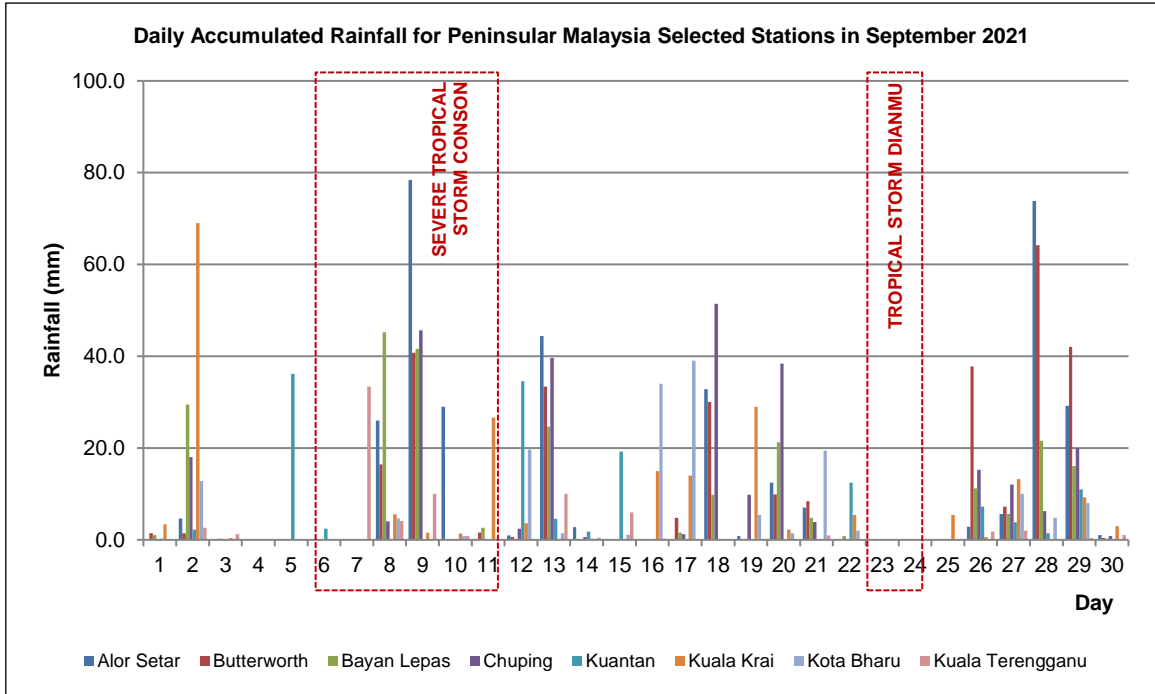 Daily Accumulated Rainfall for Peninsular Malaysia Selected Stations in September 2021
Rainfall (mm)
100.0
80.0
60.0
40.0
20.0
0.0
SEVERE TROPICAL
STORM CONSON
TROPICAL STORM DIANMU
1 2 3 4 5 6 7 8 9 10 11 12 13 14 15 16 17 18 19 20 21 22 23 24 25 26 27 28 29 30
Day
Alor Setar Butterworth Bayan Lepas Chuping Kuantan Kuala Krai Kota Bharu Kuala Terengganu